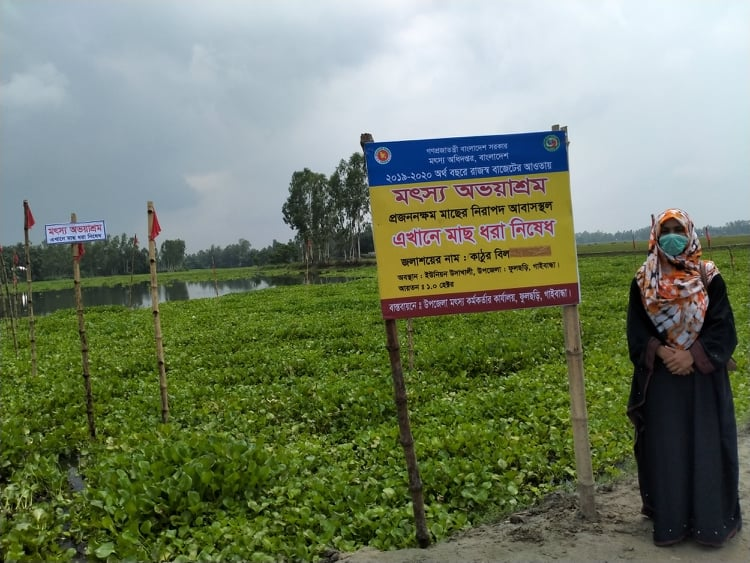 মৎস্য অভয়াশ্রম
এখানে মাছ ধরা নিষেধ
গণপ্রজাতন্ত্রী বাংলাদেশ সরকার
মৎস্য অধিদপ্তর, বাংলাদেশ
২০১৯-২০২০ অর্থ বছরে রাজস্ব বাজেটের আওতায়
মৎস্য অভয়াশ্রম
প্রজননক্ষম মাছের নিরাপদ আবাসস্থল
এখানে মাছ ধরা নিষেধ
জলাশয়ের নাম : কাঠুর বিল
অবস্থান : ইউনিয়ন উদাখালী, উপজেলা : ফুলছড়ি, গাইবান্ধা।
আয়তন : ১.০ হেক্টর
বাস্তবায়নে : উপজেলা মৎস্য কর্মকর্তার কার্যালয়, ফুলছড়ি, গাইবান্ধা।